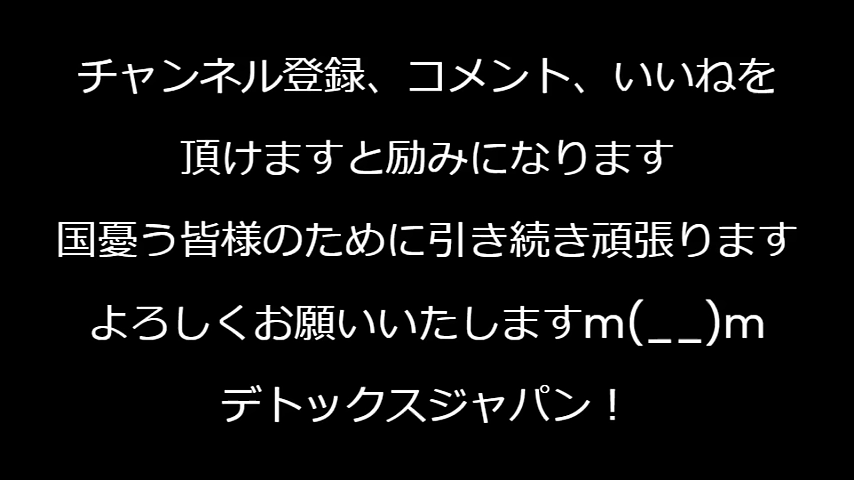 チャンネル登録、コメント、いいねを
頂けますと励みになります
国憂う皆様のために引き続き頑張ります
よろしくお願いいたしますm(__)m
デトックスジャパン！